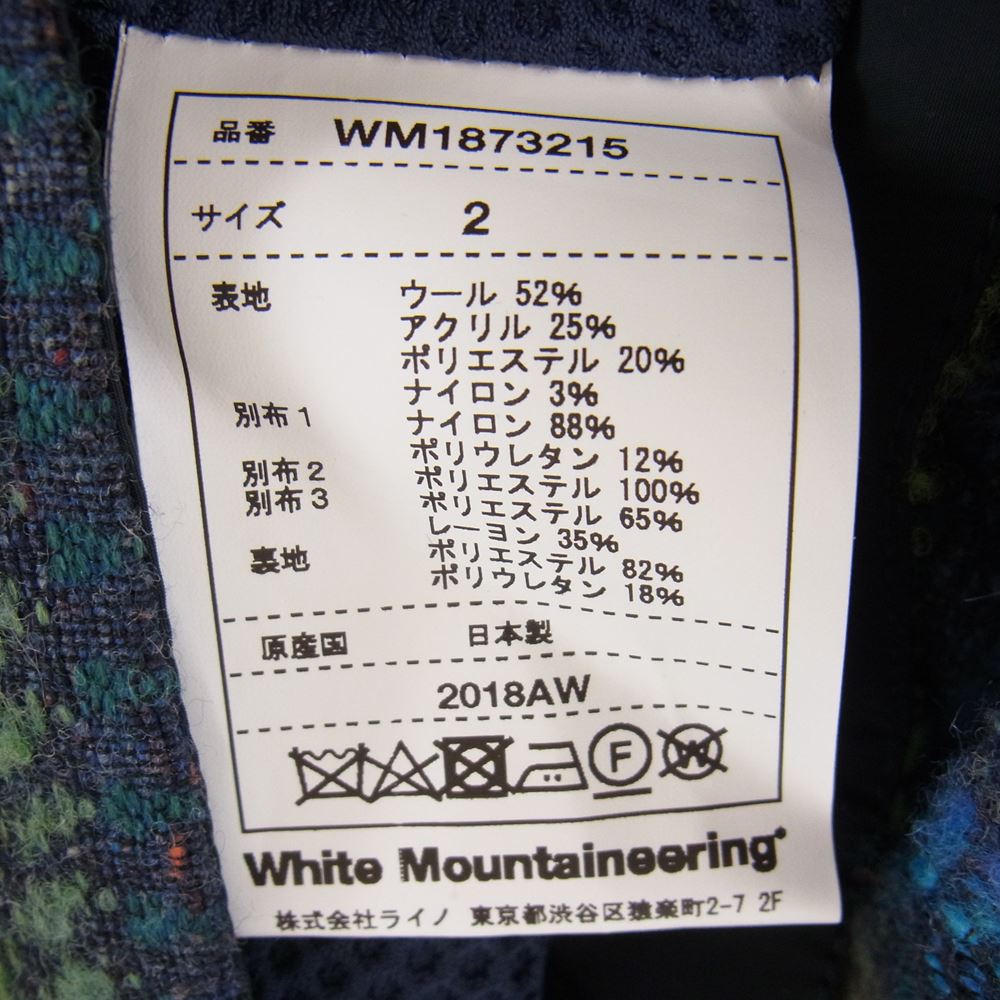 品番 WM1873215
サイズ 2
表地 ウール 52%
アクリル 25%
ポリエステル 20%
ナイロン 3%
別布1 ナイロン 88%
ポリウレタン 12%
別布2 ポリエステル 100%
別布3 ポリエステル 65%
レーヨン 35%
裏地 ポリエステル 82%
ポリウレタン 18%
原産国 日本製
2018AW
F W
White Mountaineering
株式会社ライノ 東京都渋谷区猿楽町2-7 2F